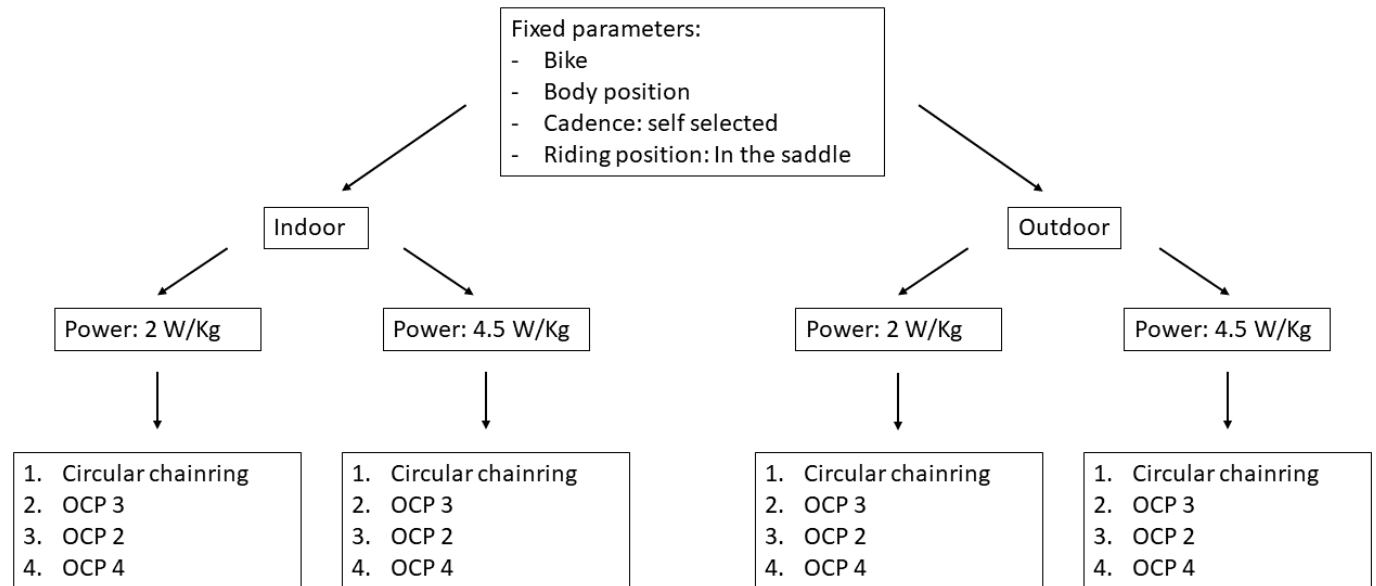 Fixed parameters:
- Bike
- Body position
- Cadence: self selected
- Riding position: In the saddle
Indoor
Outdoor
Power: 2 W/Kg
Power: 4.5 W/Kg
Power: 2 W/Kg
Power: 4.5 W/Kg
1. Circular chainring
2. OCP 3
3. OCP 2
4. OCP 4
1. Circular chainring
2. OCP 3
3. OCP 2
4. OCP 4
1. Circular chainring
2. OCP 3
3. OCP 2
4. OCP 4
1. Circular chainring
2. OCP 3
3. OCP 2
4. OCP 4